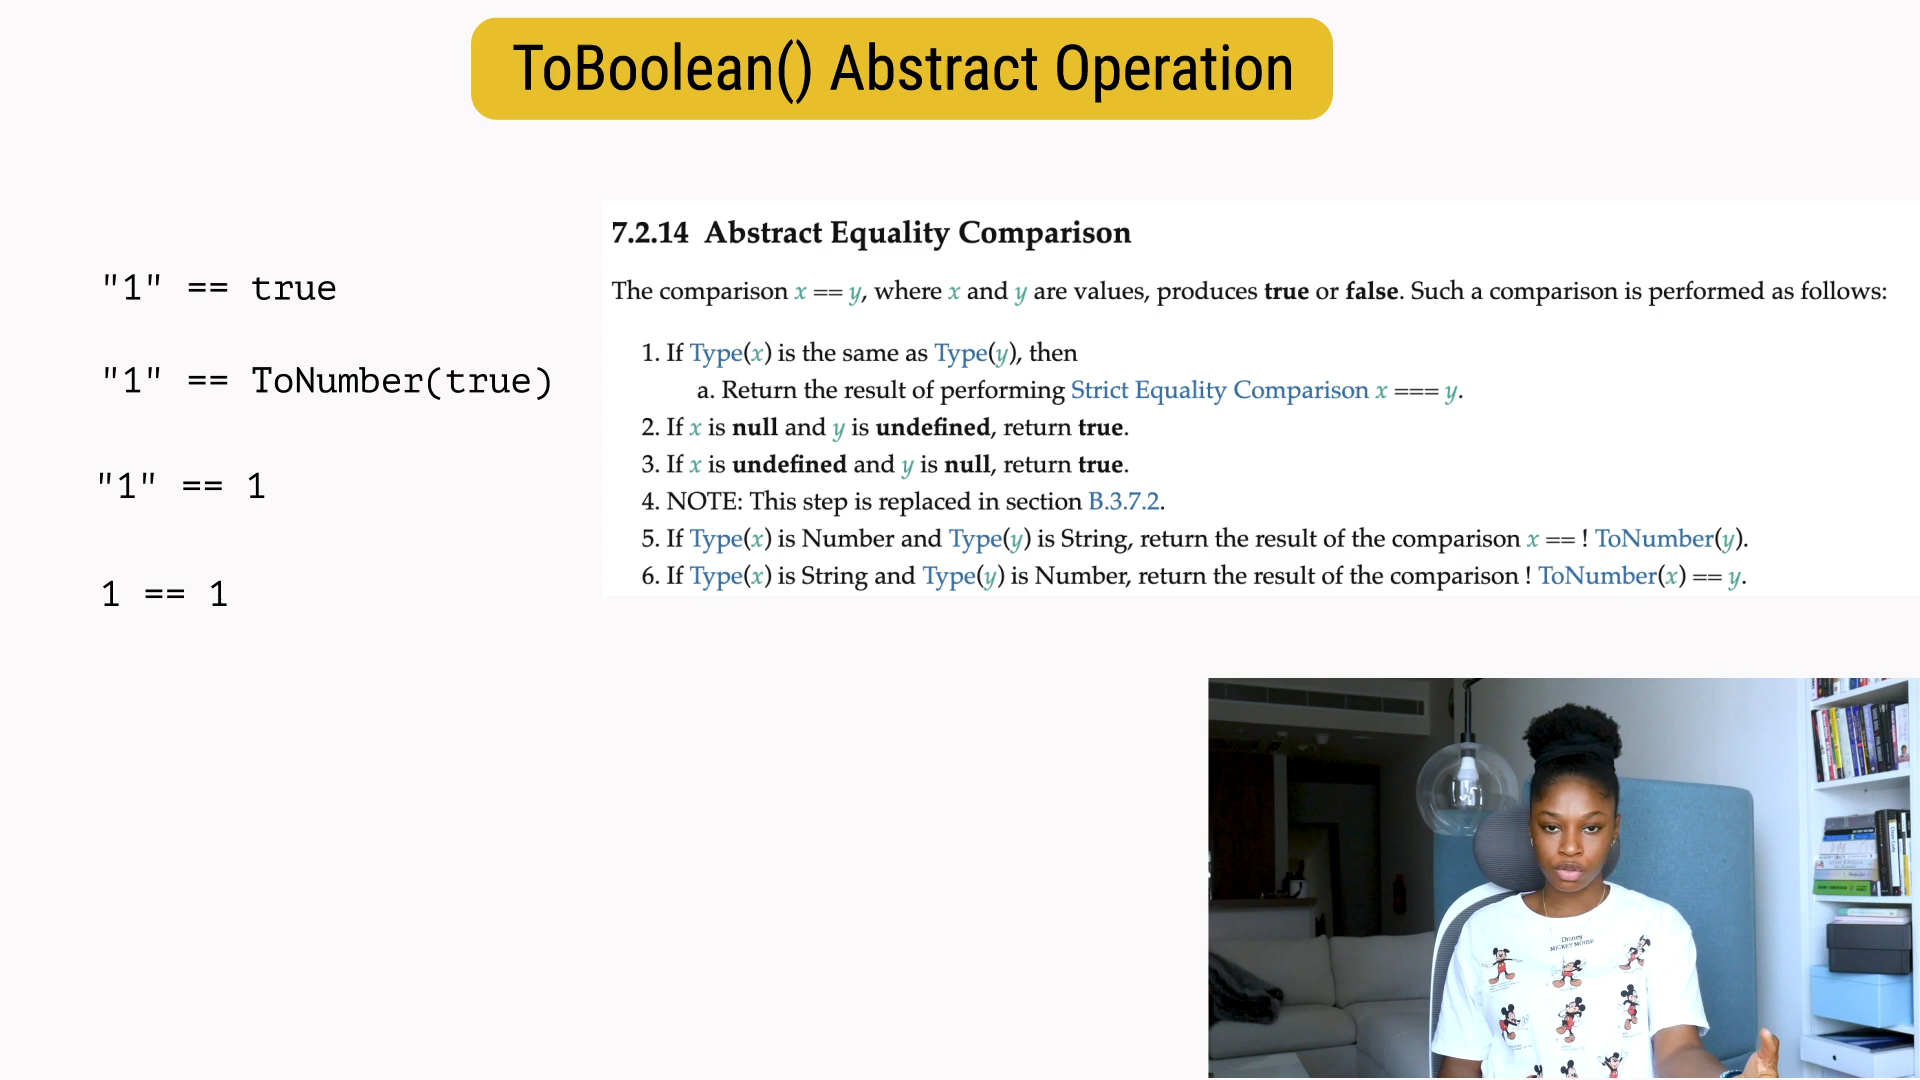 ToBoolean() Abstract Operation
"1" == true
"1" == ToNumber(true)
"1" == 1
1 == 1
7.2.14 Abstract Equality Comparison
The comparison x == y, where x and y are values, produces true or false. Such a comparison is performed as follows:
1. If Type(x) is the same as Type(y), then
a. Return the result of performing Strict Equality Comparison x === y.
2. If x is null and y is undefined, return true.
3. If x is undefined and y is null, return true.
4. NOTE: This step is replaced in section B.3.7.2.
5. If Type(x) is Number and Type(y) is String, return the result of the comparison x == ! ToNumber(y).
6. If Type(x) is String and Type(y) is Number, return the result of the comparison ! ToNumber(x) == y.
Disney
MICKEY MOUSE